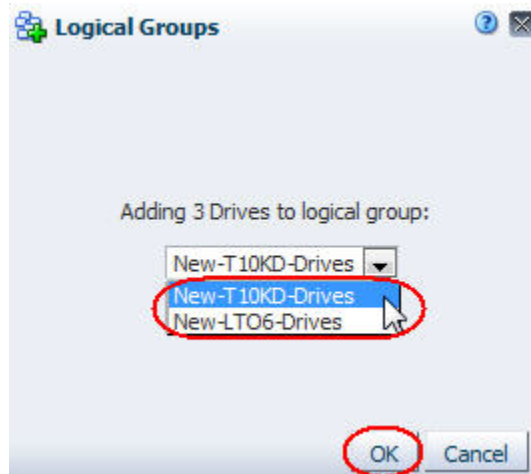 Logical Groups
Adding 3 Drives to logical group:
New-T10KD-Drives
New-T10KD-Drives
New-LTO6-Drives
OK Cancel